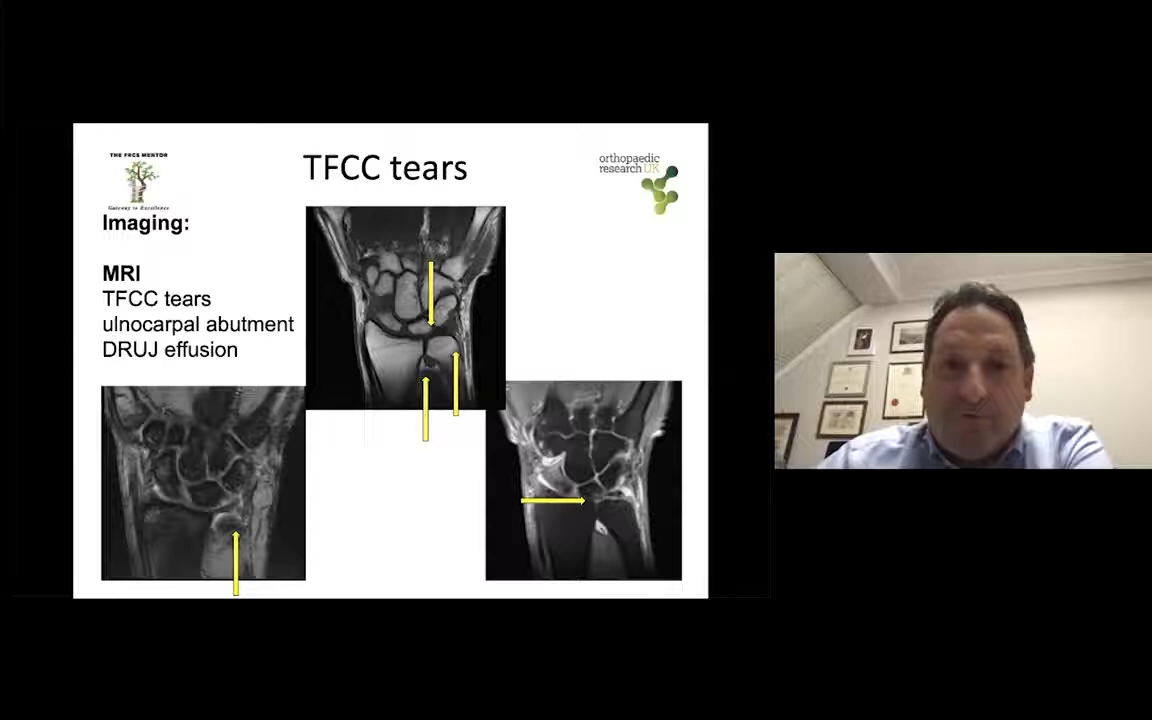 THE FRCS MENTOR
Gateway to Excellence
TFCC tears
orthopaedic
research UK
Imaging:
MRI
TFCC tears
ulnocarpal abutment
DRUJ effusion